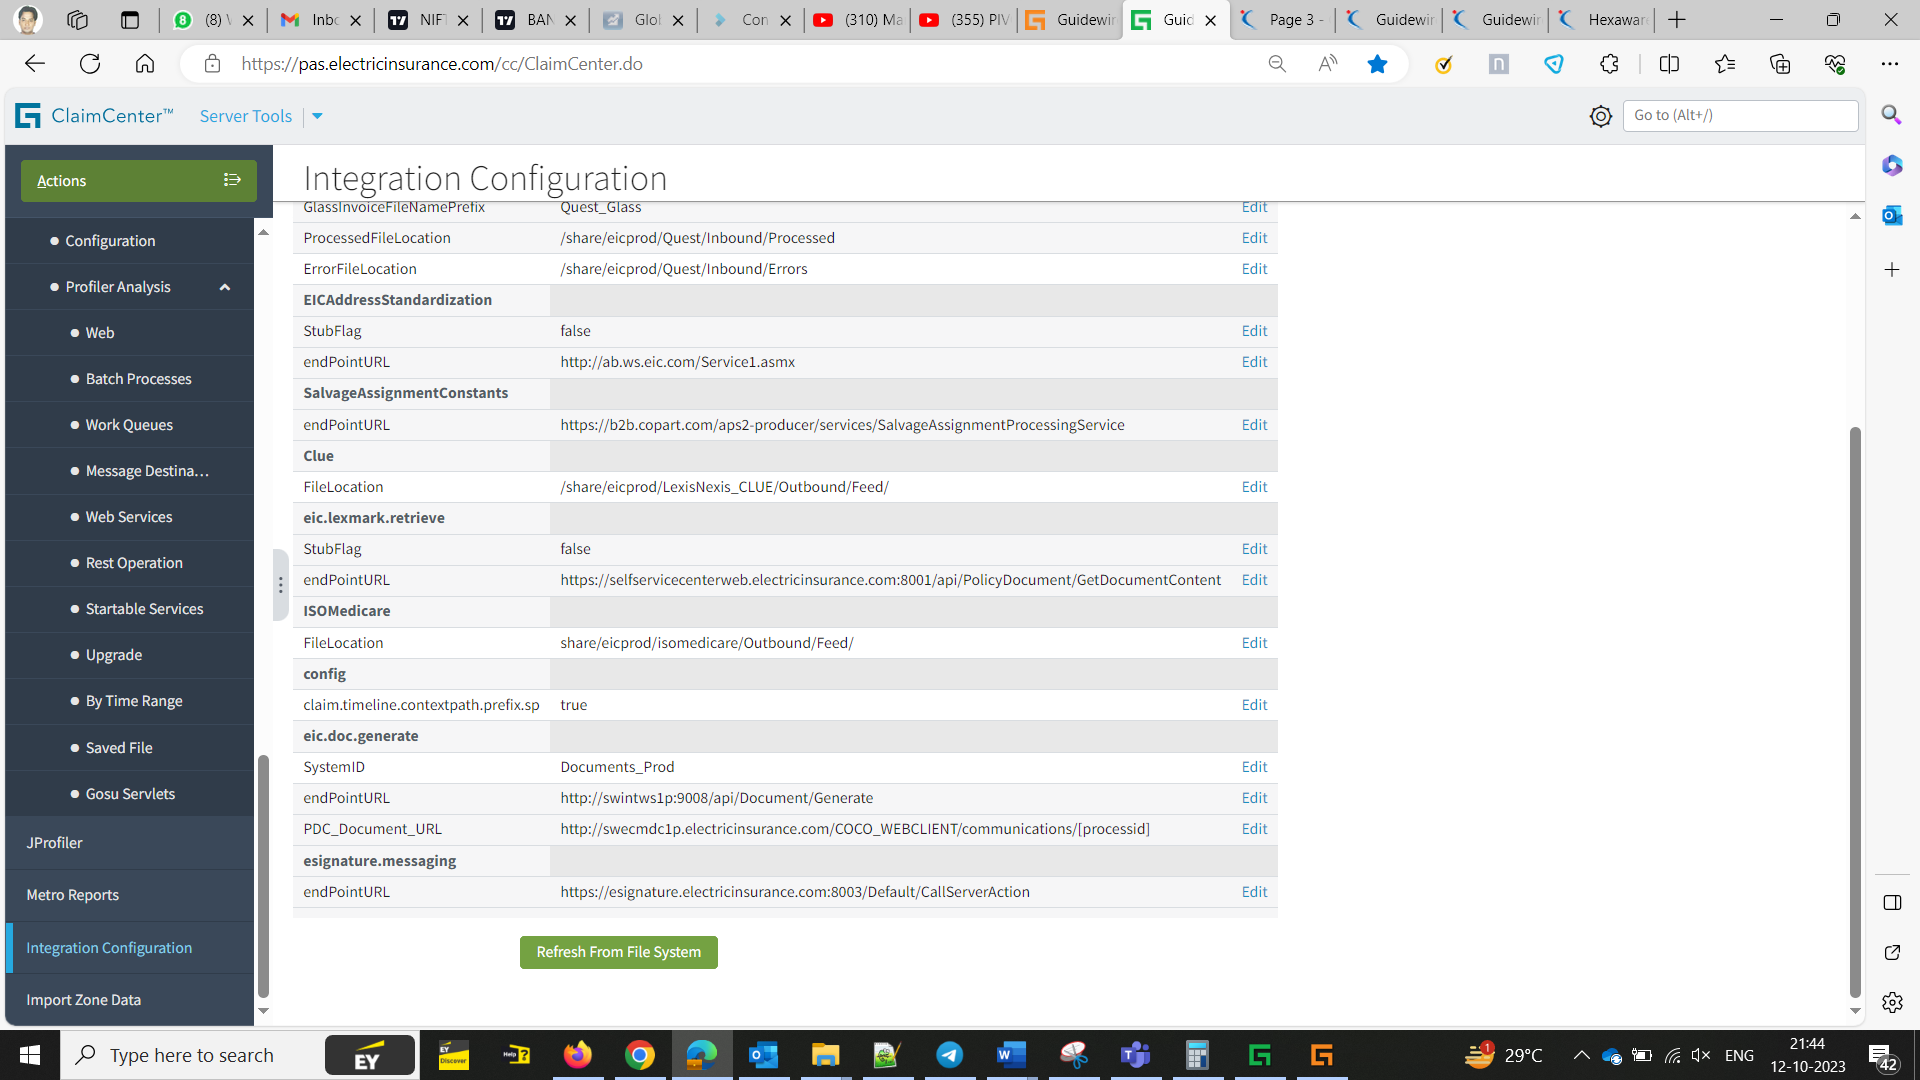 (8) W
Inbo
NIFT
BAN
Glob
Con
(310) Ma
(355) PIV
Guidewir
Guid
Page 3 -
Guidewir
Guidewir
Hexaware
https://pas.electricinsurance.com/cc/ClaimCenter.do
ClaimCenter™ Server Tools
Go to (Alt+/)
Actions
Configuration
Profiler Analysis
Web
Batch Processes
Work Queues
Message Destina...
Web Services
Rest Operation
Startable Services
Upgrade
By Time Range
Saved File
Gosu Servlets
JProfiler
Metro Reports
Integration Configuration
Import Zone Data
Integration Configuration
GlassInvoiceFileNamePrefix Quest_Glass Edit
ProcessedFileLocation /share/eicprod/Quest/Inbound/Processed Edit
ErrorFileLocation /share/eicprod/Quest/Inbound/Errors Edit
EICAddressStandardization
StubFlag false Edit
endPointURL http://ab.ws.eic.com/Service1.asmx Edit
SalvageAssignmentConstants
endPointURL https://b2b.copart.com/aps2-producer/services/SalvageAssignmentProcessingService Edit
Clue
FileLocation /share/eicprod/LexisNexis_CLUE/Outbound/Feed/ Edit
eic.lexmark.retrieve
StubFlag false Edit
endPointURL https://selfservicecenterweb.electricinsurance.com:8001/api/PolicyDocument/GetDocumentContent Edit
ISOMedicare
FileLocation share/eicprod/isomedicare/Outbound/Feed/ Edit
config
claim.timeline.contextpath.prefix.sp true Edit
eic.doc.generate
SystemID Documents_Prod Edit
endPointURL http://swintws1p:9008/api/Document/Generate Edit
PDC_Document_URL http://swecmdc1p.electricinsurance.com/COCO_WEBCLIENT/communications/[processid] Edit
esignature.messaging
endPointURL https://esignature.electricinsurance.com:8003/Default/CallServerAction Edit
Refresh From File System
Type here to search
EY
EY Discover
Help ?
1
29°C
ENG
21:44
12-10-2023
42